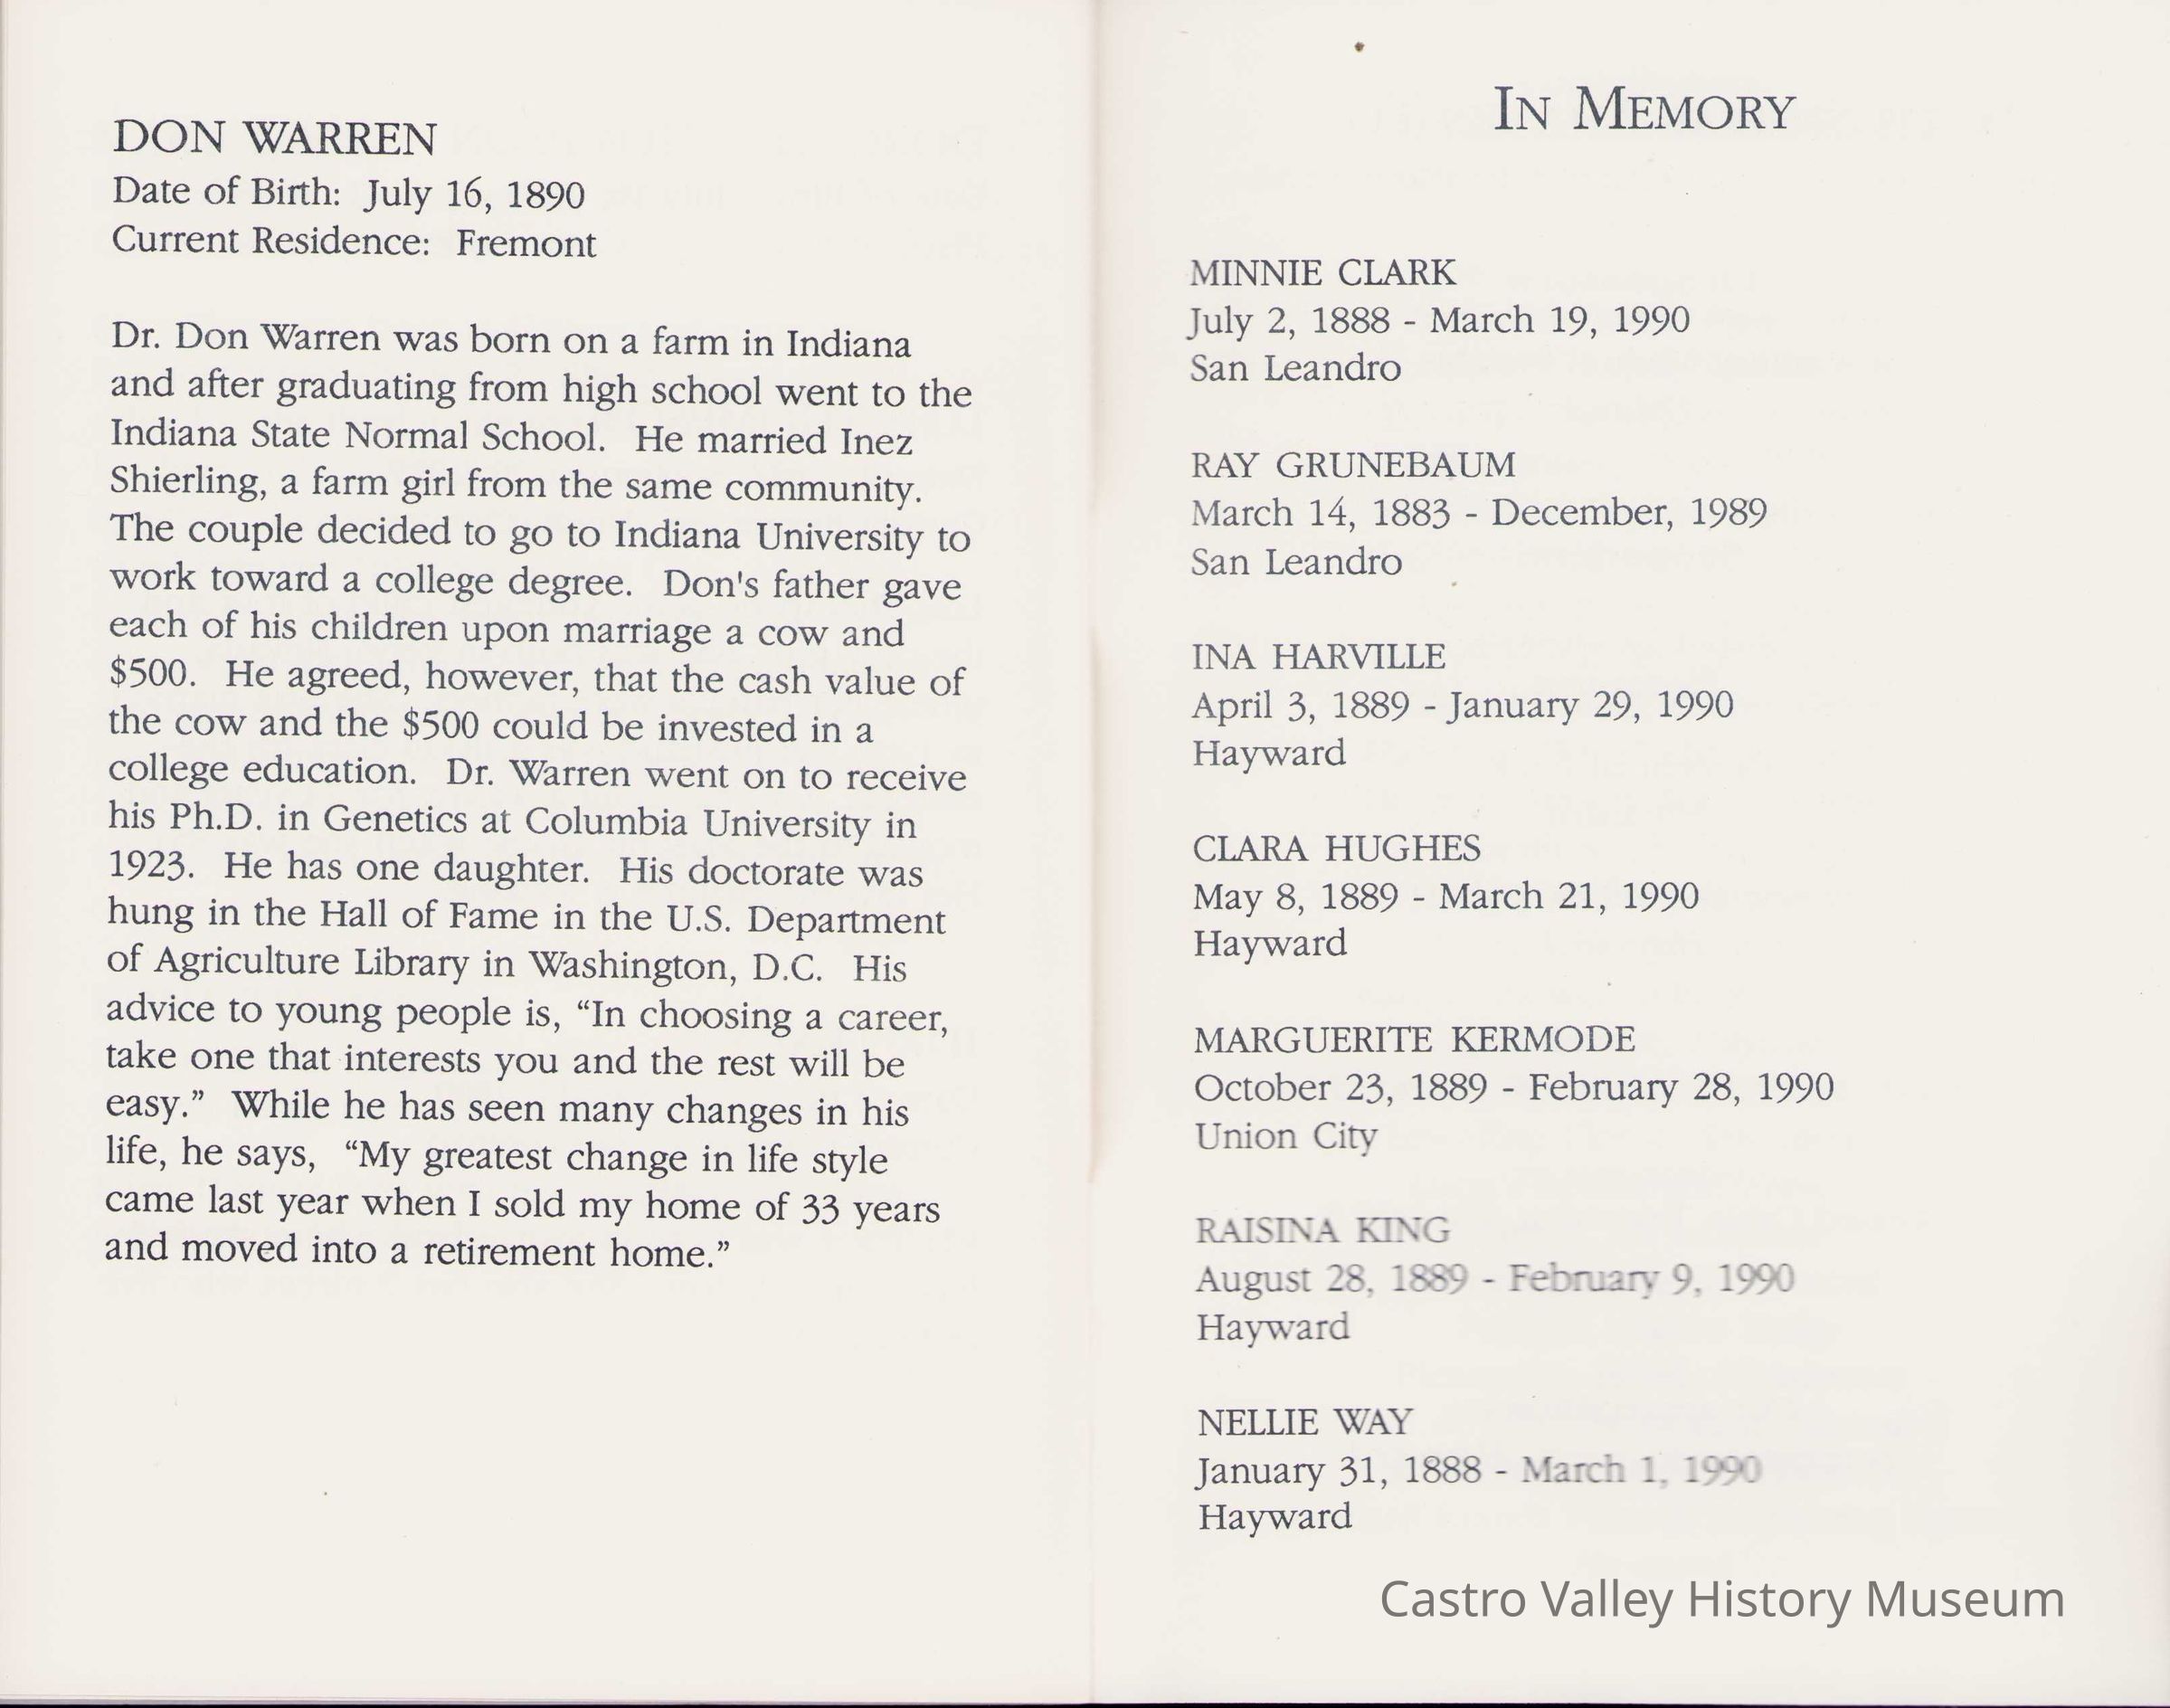 DON WARREN
Date of Birth: July 16, 1890
Current Residence: Fremont
Dr. Don Warren was born on a farm in Indiana
and after graduating from high school went to the
Indiana State Normal School. He married Inez
Shierling, a farm girl from the same community.
The couple decided to go to Indiana University to
work toward a college degree. Don's father gave
each of his children upon marriage a cow and
$500. He agreed, however, that the cash value of
the cow and the $500 could be invested in a
college education. Dr. Warren went on to receive
his Ph.D. in Genetics at Columbia University in
1923. He has one daughter. His doctorate was
hung in the Hall of Fame in the U.S. Department
of Agriculture Library in Washington, D.C. His
advice to young people is, “In choosing a career,
take one that interests you and the rest will be
easy.” While he has seen many changes in his
life, he says, “My greatest change in life style
came last year when I sold my home of 33 years
and moved into a retirement home.”
IN MEMORY
MINNIE CLARK
July 2, 1888 - March 19, 1990
San Leandro
RAY GRUNEBAUM
March 14, 1883 - December, 1989
San Leandro
INA HARVILLE
April 3, 1889 - January 29, 1990
Hayward
CLARA HUGHES
May 8, 1889 - March 21, 1990
Hayward
MARGUERITE KERMODE
October 23, 1889 - February 28, 1990
Union City
RAISINA KING
August 28, 1889 - February 9, 1990
Hayward
NELLIE WAY
January 31, 1888 - March 1, 1990
Hayward
Castro Valley History Museum